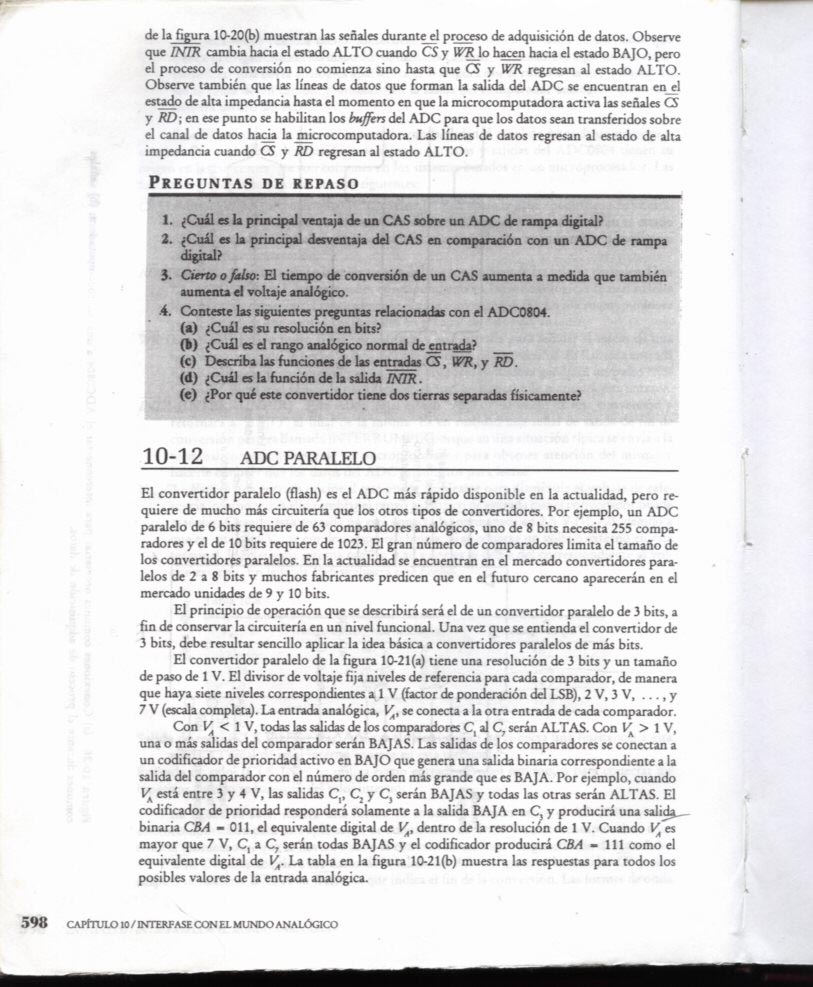 de la figura 10-20(b) muestran las señales durante el proceso de adquisición de datos. Observe
que INTR cambia hacia el estado ALTO cuando CS y WR lo hacen hacia el estado BAJO, pero
el proceso de conversión no comienza sino hasta que CS y WR regresan al estado ALTO.
Observe también que las líneas de datos que forman la salida del ADC se encuentran en el
estado de alta impedancia hasta el momento en que la microcomputadora activa las señales CS
y RD; en ese punto se habilitan los buffers del ADC para que los datos sean transferidos sobre
el canal de datos hacia la microcomputadora. Las líneas de datos regresan al estado de alta
impedancia cuando CS y RD regresan al estado ALTO.
PREGUNTAS DE REPASO
1. ¿Cuál es la principal ventaja de un CAS sobre un ADC de rampa digital?
2. ¿Cuál es la principal desventaja del CAS en comparación con un ADC de rampa
digital?
3. Cierto o falso: El tiempo de conversión de un CAS aumenta a medida que también
aumenta el voltaje analógico.
4. Conteste las siguientes preguntas relacionadas con el ADC0804.
(a) ¿Cuál es su resolución en bits?
(b) ¿Cuál es el rango analógico normal de entrada?
(c) Describa las funciones de las entradas CS, WR, y RD.
(d) ¿Cuál es la función de la salida INTR.
(e) ¿Por qué este convertidor tiene dos tierras separadas físicamente?
10-12 ADC PARALELO
El convertidor paralelo (flash) es el ADC más rápido disponible en la actualidad, pero re-
quiere de mucho más circuitería que los otros tipos de convertidores. Por ejemplo, un ADC
paralelo de 6 bits requiere de 63 comparadores analógicos, uno de 8 bits necesita 255 compa-
radores y el de 10 bits requiere de 1023. El gran número de comparadores limita el tamaño de
los convertidores paralelos. En la actualidad se encuentran en el mercado convertidores para-
lelos de 2 a 8 bits y muchos fabricantes predicen que en el futuro cercano aparecerán en el
mercado unidades de 9 y 10 bits.
El principio de operación que se describirá será el de un convertidor paralelo de 3 bits, a
fin de conservar la circuitería en un nivel funcional. Una vez que se entienda el convertidor de
3 bits, debe resultar sencillo aplicar la idea básica a convertidores paralelos de más bits.
El convertidor paralelo de la figura 10-21(a) tiene una resolución de 3 bits y un tamaño
de paso de 1 V. El divisor de voltaje fija niveles de referencia para cada comparador, de manera
que haya siete niveles correspondientes a 1 V (factor de ponderación del LSB), 2 V, 3 V, . . . , y
7 V (escala completa). La entrada analógica, VA, se conecta a la otra entrada de cada comparador.
Con VA < 1 V, todas las salidas de los comparadores C1 al C7 serán ALTAS. Con VA > 1 V,
una o más salidas del comparador serán BAJAS. Las salidas de los comparadores se conectan a
un codificador de prioridad activo en BAJO que genera una salida binaria correspondiente a la
salida del comparador con el número de orden más grande que es BAJA. Por ejemplo, cuando
VA está entre 3 y 4 V, las salidas C1, C2 y C3 serán BAJAS y todas las otras serán ALTAS. El
codificador de prioridad responderá solamente a la salida BAJA en C3 y producirá una salida
binaria CBA = 011, el equivalente digital de VA, dentro de la resolución de 1 V. Cuando VA es
mayor que 7 V, C1 a C7 serán todas BAJAS y el codificador producirá CBA = 111 como el
equivalente digital de VA. La tabla en la figura 10-21(b) muestra las respuestas para todos los
posibles valores de la entrada analógica.
598 CAPÍTULO 10 / INTERFASE CON EL MUNDO ANALÓGICO